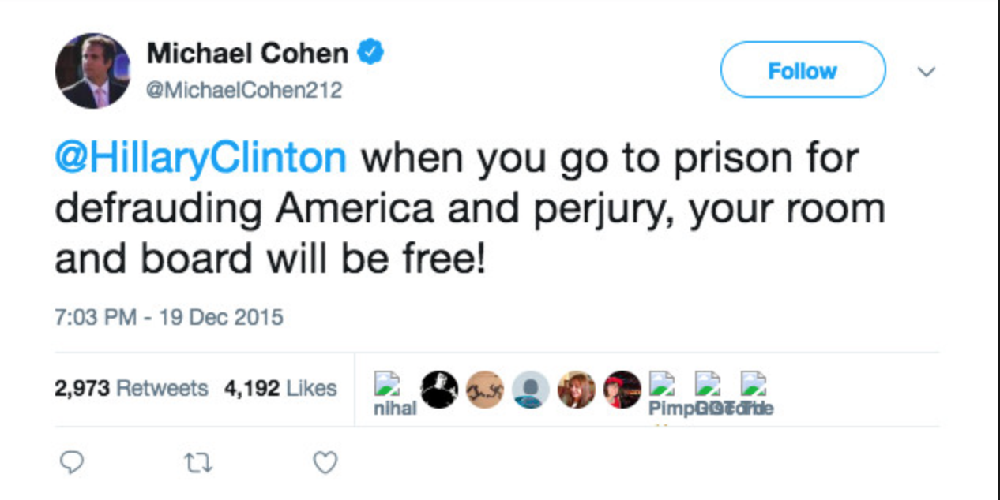 Michael Cohen
@MichaelCohen212
Follow
@HillaryClinton when you go to prison for
defrauding America and perjury, your room
and board will be free!
7:03 PM - 19 Dec 2015
2,973 Retweets 4,192 Likes
nihal